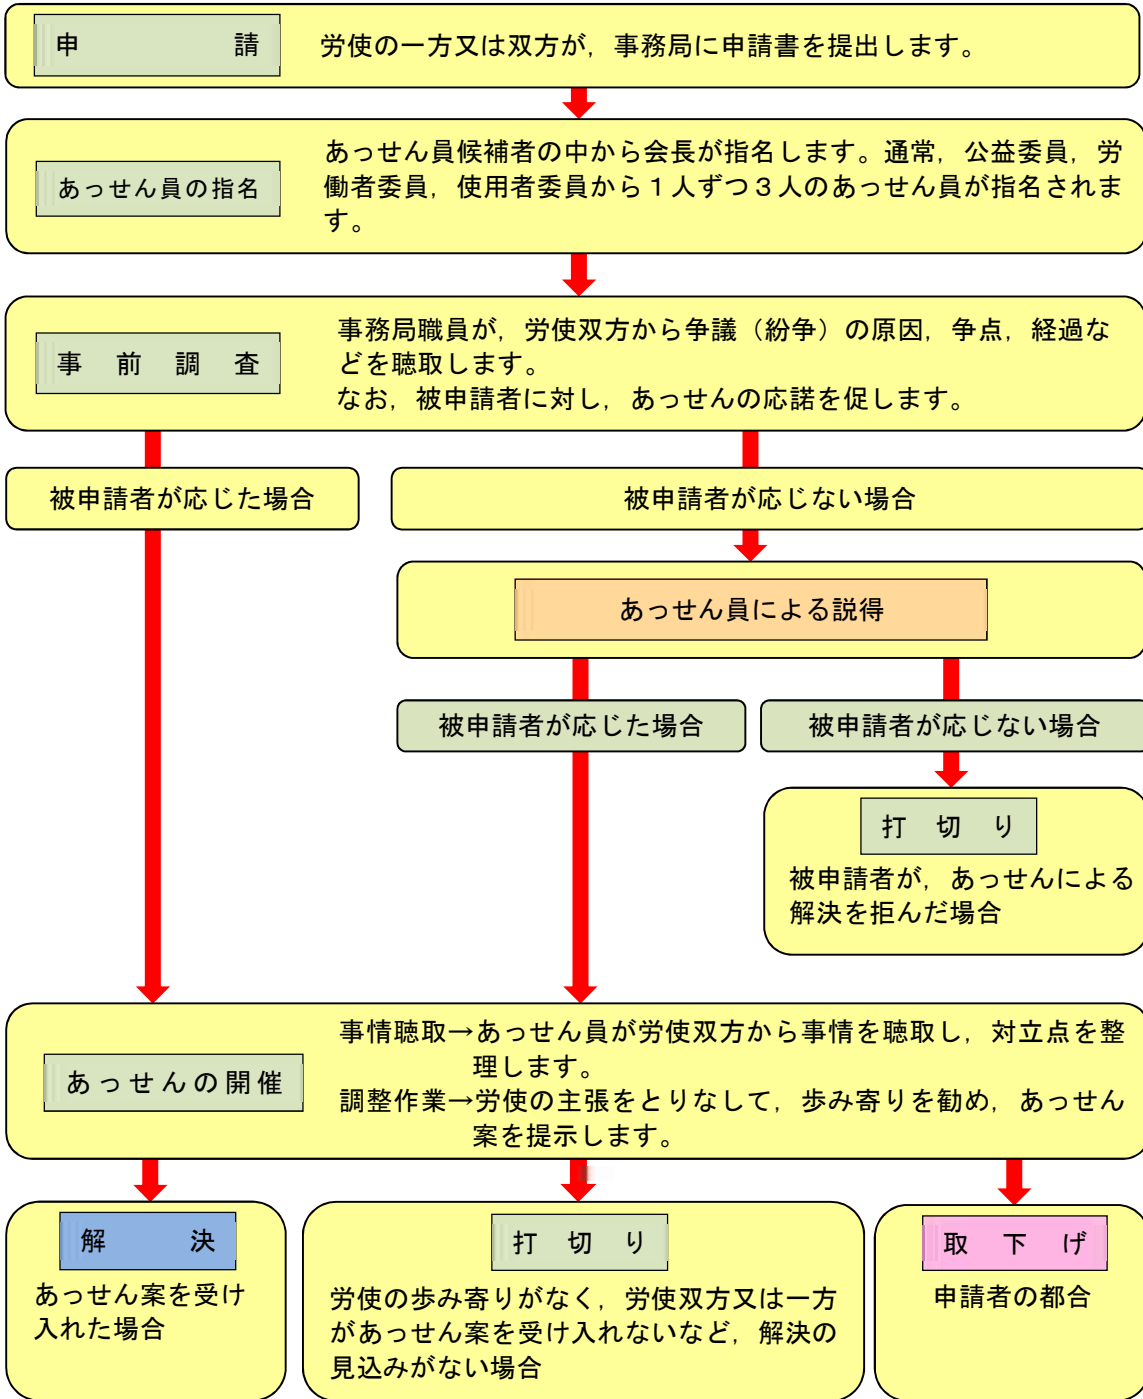 申請
労使の一方又は双方が，事務局に申請書を提出します。
あっせん員の指名
あっせん員候補者の中から会長が指名します。通常，公益委員，労
働者委員，使用者委員から１人ずつ３人のあっせん員が指名されま
す。
事前調査
事務局職員が，労使双方から争議（紛争）の原因，争点，経過な
どを聴取します。
なお，被申請者に対し，あっせんの応諾を促します。
被申請者が応じた場合
被申請者が応じない場合
あっせん員による説得
被申請者が応じた場合
被申請者が応じない場合
打切り
被申請者が，あっせんによる
解決を拒んだ場合
あっせんの開催
事情聴取→あっせん員が労使双方から事情を聴取し，対立点を整
理します。
調整作業→労使の主張をとりなして，歩み寄りを勧め，あっせん
案を提示します。
解決
あっせん案を受け
入れた場合
打切り
労使の歩み寄りがなく，労使双方又は一方
があっせん案を受け入れないなど，解決の
見込みがない場合
取下げ
申請者の都合